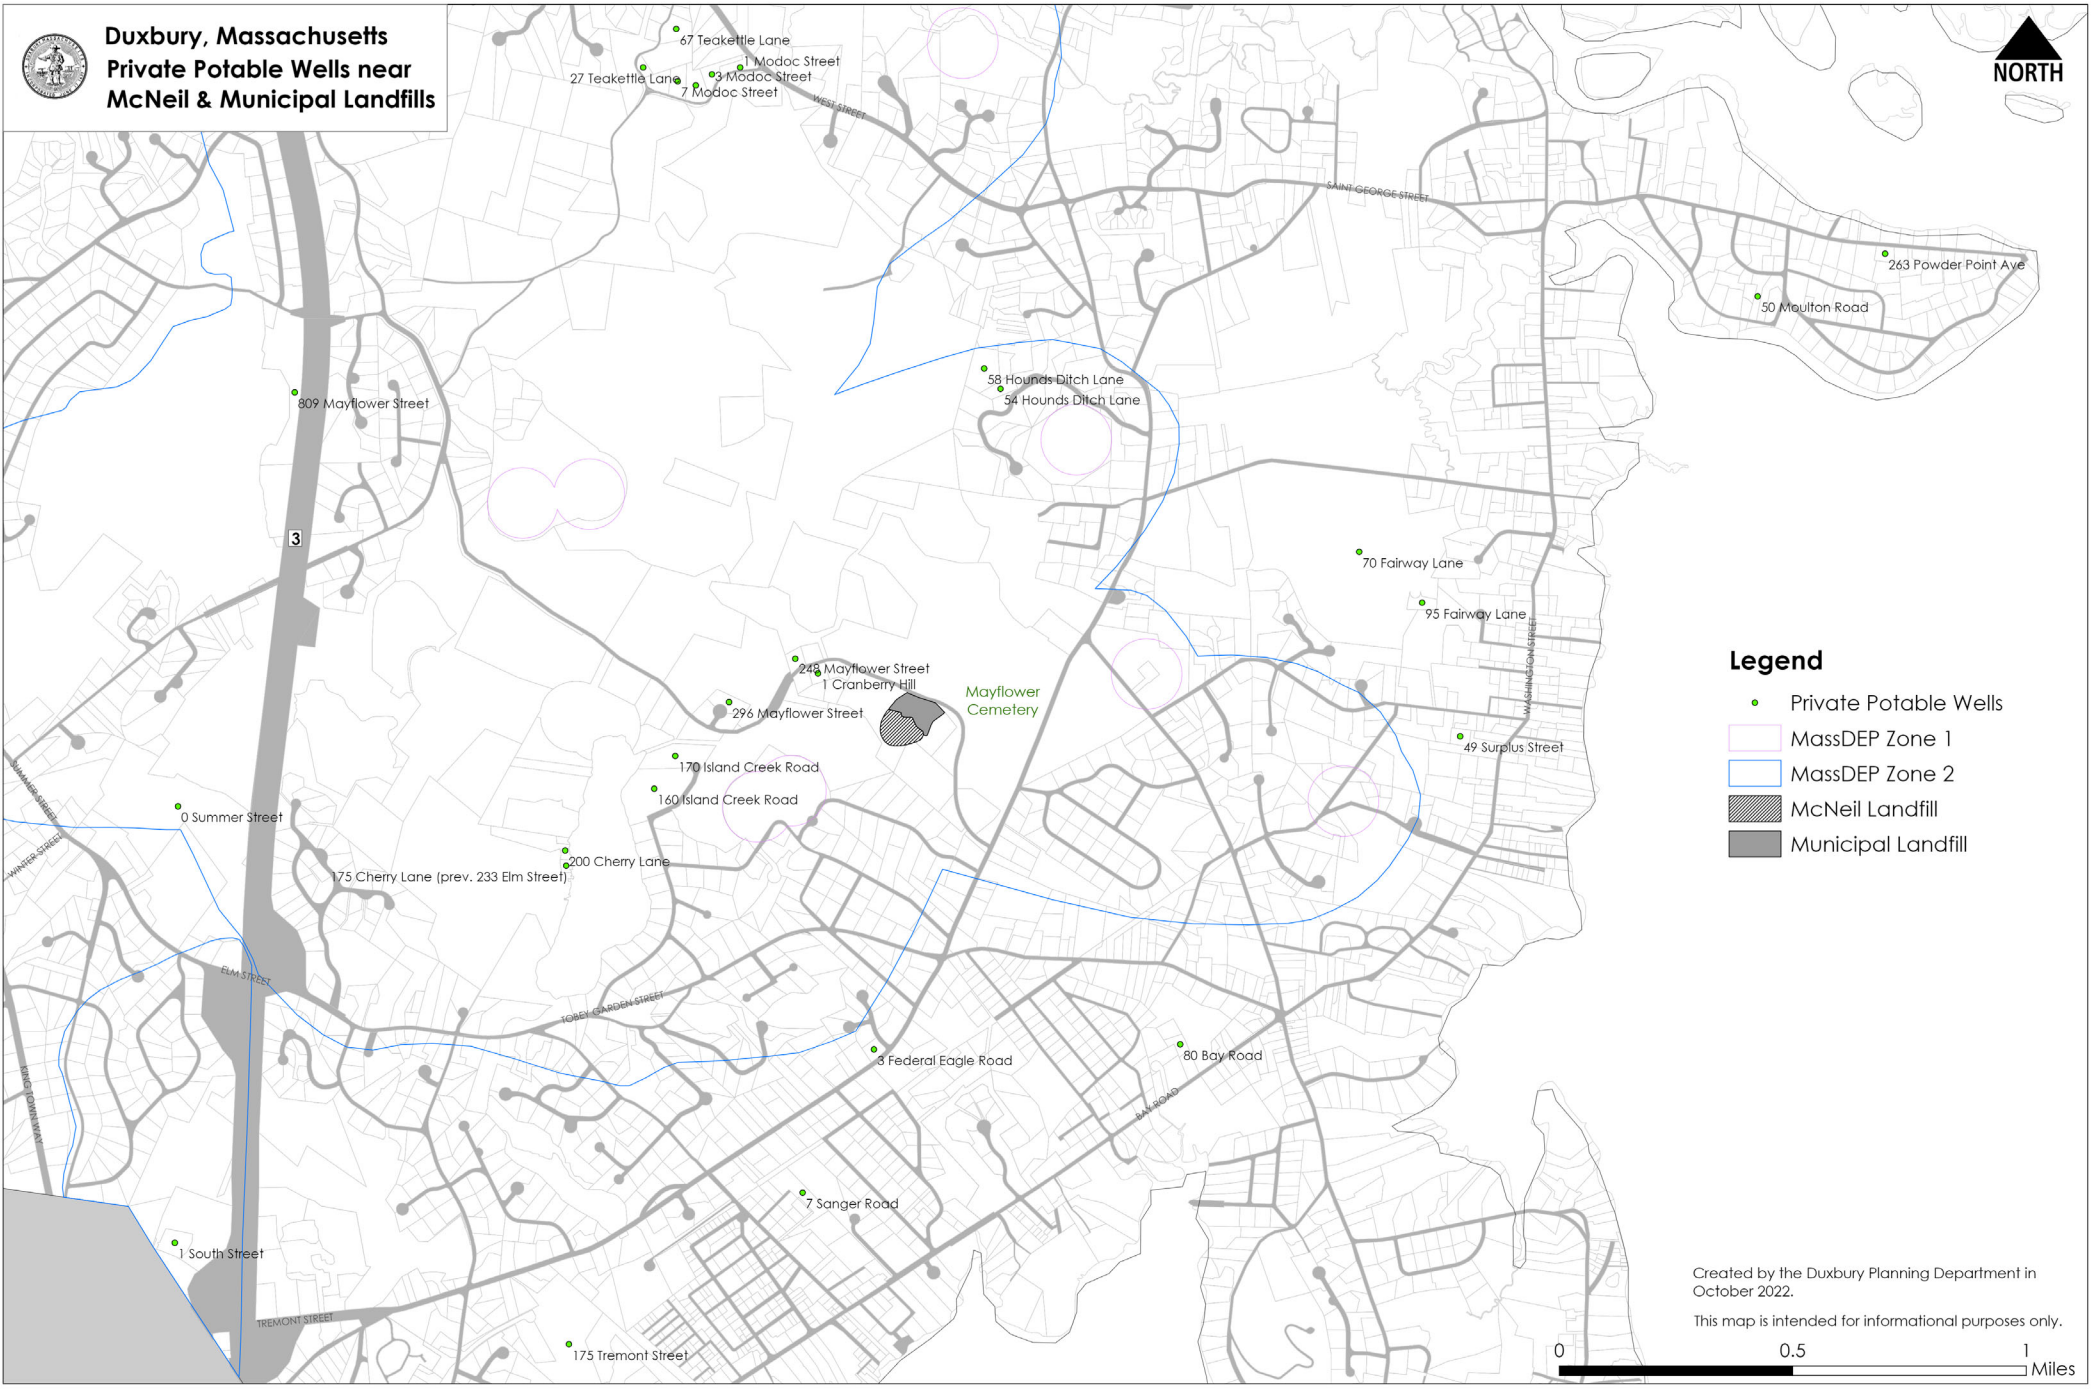 Duxbury, Massachusetts
Private Potable Wells near
McNeil & Municipal Landfills
NORTH
67 Teakettle Lane
1 Modoc Street
27 Teakettle Lane
3 Modoc Street
7 Modoc Street
WEST STREET
SAINT GEORGE STREET
263 Powder Point Ave
50 Moulton Road
58 Hounds Ditch Lane
54 Hounds Ditch Lane
809 Mayflower Street
3
70 Fairway Lane
95 Fairway Lane
WASHINGTON STREET
248 Mayflower Street
1 Cranberry Hill
296 Mayflower Street
Mayflower
Cemetery
49 Surplus Street
170 Island Creek Road
160 Island Creek Road
SUMMER STREET
0 Summer Street
WINTER STREET
200 Cherry Lane
175 Cherry Lane (prev. 233 Elm Street)
ELM STREET
TOBEY GARDEN STREET
3 Federal Eagle Road
80 Bay Road
BAY ROAD
KING TOWN WAY
7 Sanger Road
1 South Street
TREMONT STREET
175 Tremont Street
Legend
Private Potable Wells
MassDEP Zone 1
MassDEP Zone 2
McNeil Landfill
Municipal Landfill
Created by the Duxbury Planning Department in
October 2022.
This map is intended for informational purposes only.
0 0.5 1
Miles